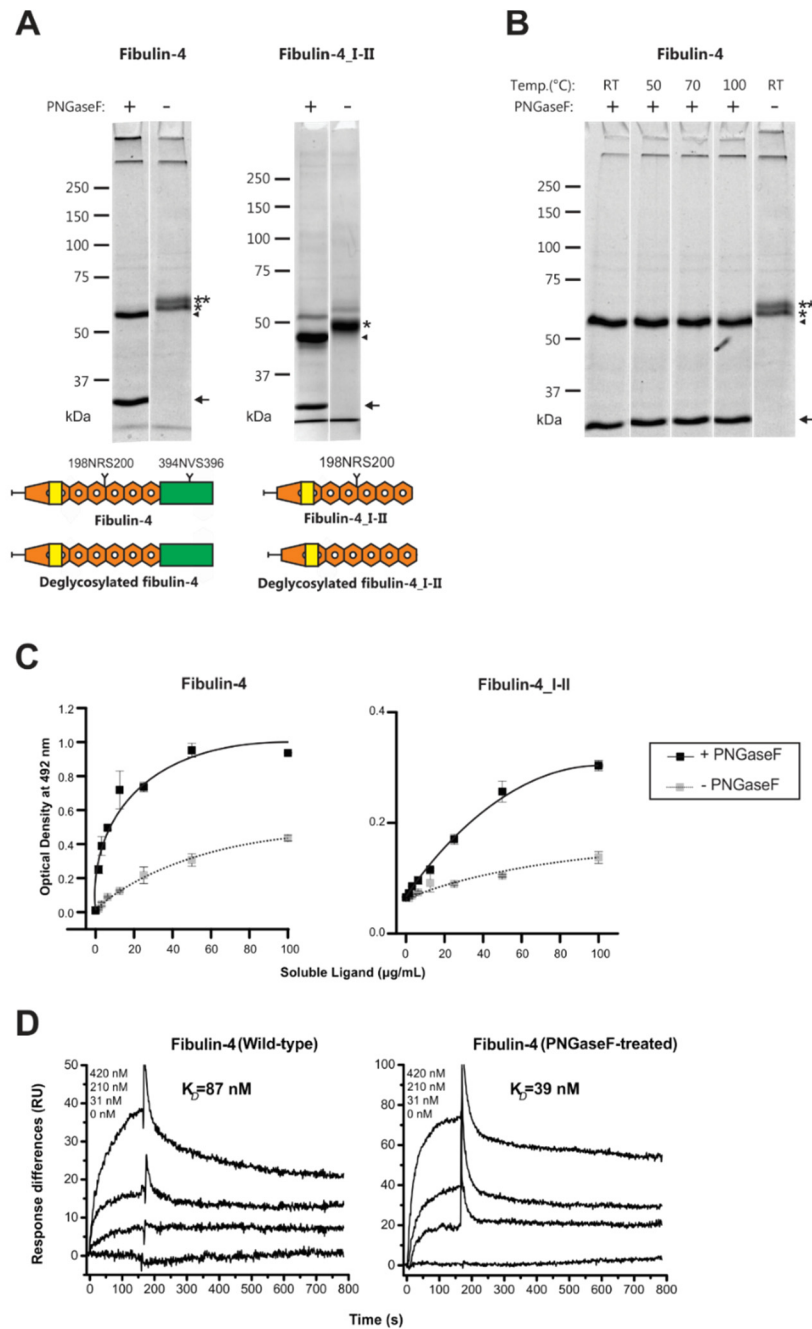 A
Fibulin-4
PNGaseF: + −
250
150
100
75
50
37
kDa
**
*
198NRS200 394NVS396
Fibulin-4
Deglycosylated fibulin-4
Fibulin-4_I-II
+ −
250
150
100
75
50
37
kDa
*
198NRS200
Fibulin-4_I-II
Deglycosylated fibulin-4_I-II
B
Fibulin-4
Temp.(°C): RT 50 70 100 RT
PNGaseF: + + + + −
250
150
100
75
50
37
kDa
**
*
C
Fibulin-4
Optical Density at 492 nm
1.2
1.0
0.8
0.6
0.4
0.2
0.0
0 20 40 60 80 100
Fibulin-4_I-II
0.4
0.2
0.0
0 20 40 60 80 100
Soluble Ligand (µg/mL)
+ PNGaseF
- PNGaseF
D
Fibulin-4 (Wild-type)
Response differences (RU)
50
40
30
20
10
0
420 nM
210 nM
31 nM
0 nM
KD=87 nM
0 100 200 300 400 500 600 700 800
Fibulin-4 (PNGaseF-treated)
100
80
60
40
20
0
420 nM
210 nM
31 nM
0 nM
KD=39 nM
0 100 200 300 400 500 600 700 800
Time (s)